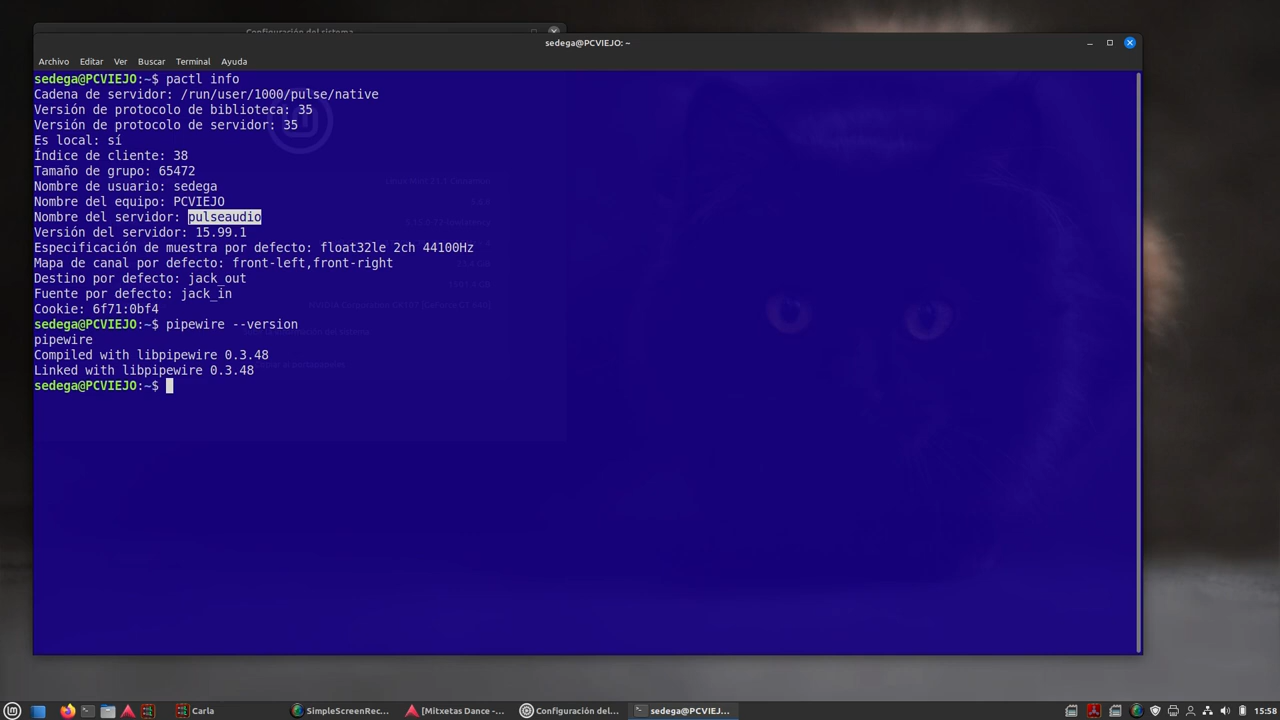 Configuración del sistema
sedega@PCVIEJO: ~
Archivo Editar Ver Buscar Terminal Ayuda
sedega@PCVIEJO:~$ pactl info
Cadena de servidor: /run/user/1000/pulse/native
Versión de protocolo de biblioteca: 35
Versión de protocolo de servidor: 35
Es local: sí
Índice de cliente: 38
Tamaño de grupo: 65472
Nombre de usuario: sedega
Nombre del equipo: PCVIEJO
Nombre del servidor: pulseaudio
Versión del servidor: 15.99.1
Especificación de muestra por defecto: float32le 2ch 44100Hz
Mapa de canal por defecto: front-left,front-right
Destino por defecto: jack_out
Fuente por defecto: jack_in
Cookie: 6f71:0bf4
sedega@PCVIEJO:~$ pipewire --version
pipewire
Compiled with libpipewire 0.3.48
Linked with libpipewire 0.3.48
sedega@PCVIEJO:~$
Carla SimpleScreenRec... [Mitxetas Dance -... Configuración del... sedega@PCVIEJ... 15:58